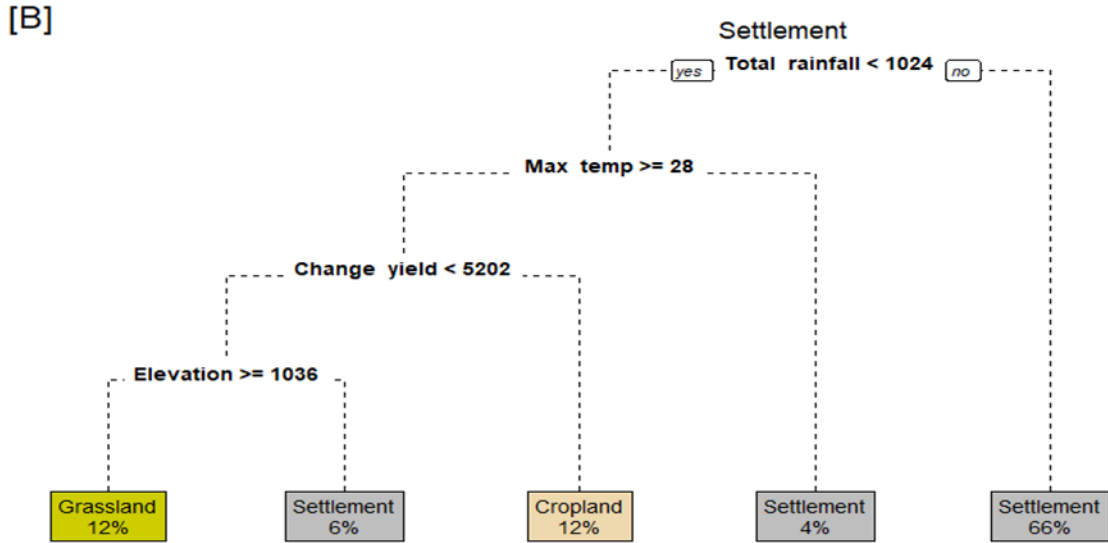 [B]
Settlement
yes Total rainfall < 1024 no
Max temp >= 28
Change yield < 5202
Elevation >= 1036
Grassland Settlement Cropland Settlement Settlement
12% 6% 12% 4% 66%